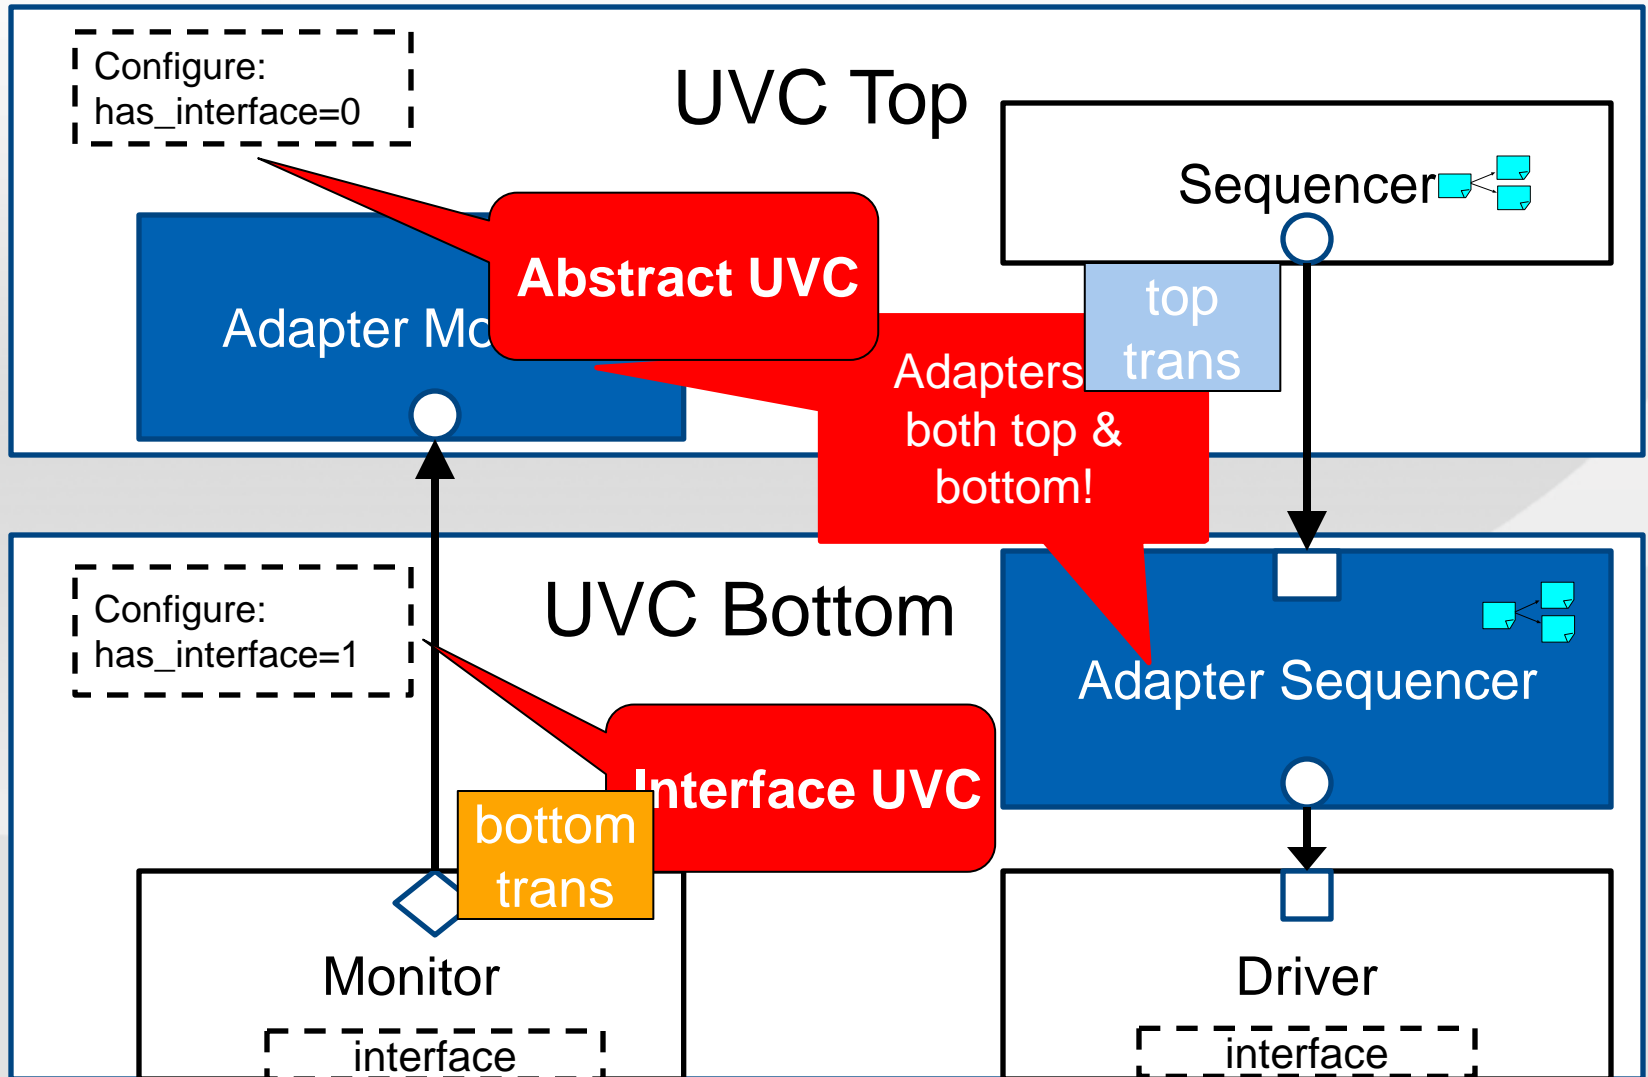 Configure:
has_interface=0
UVC Top
Sequencer
Abstract UVC
Adapter
top
trans
Adapters
both top &
bottom!
Configure:
has_interface=1
UVC Bottom
Adapter Sequencer
Interface UVC
bottom
trans
Monitor
interface
Driver
interface